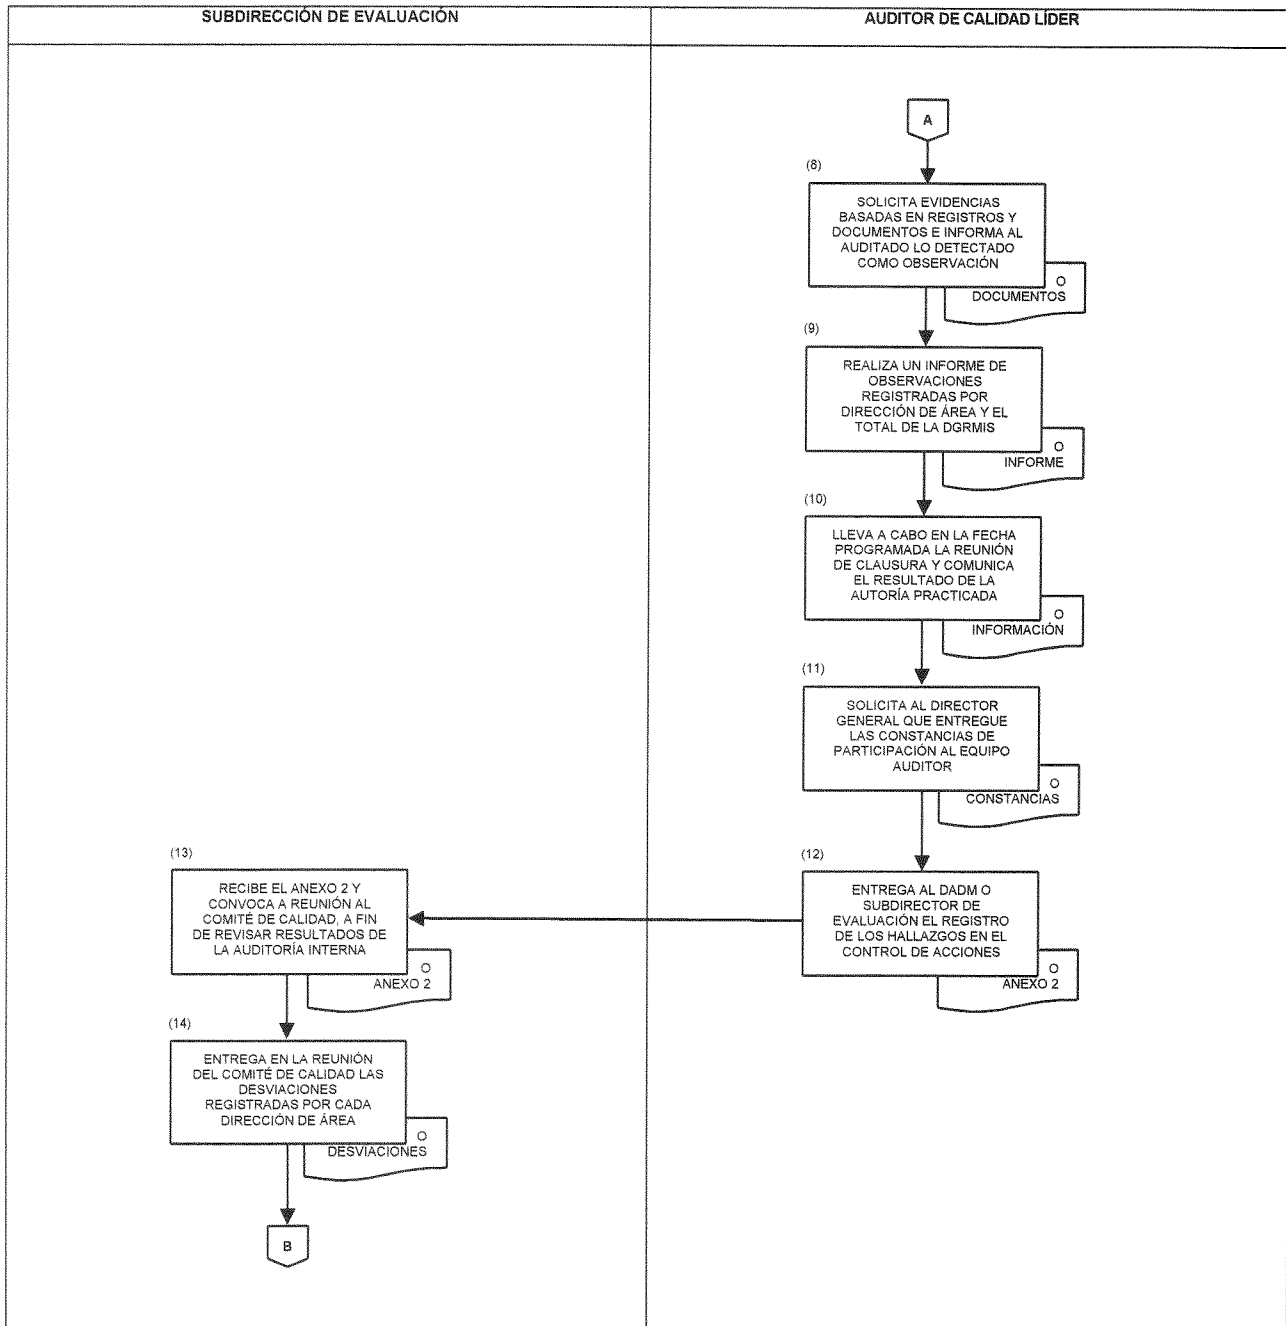 SUBDIRECCIÓN DE EVALUACIÓN
AUDITOR DE CALIDAD LÍDER
A
(8)
SOLICITA EVIDENCIAS
BASADAS EN REGISTROS Y
DOCUMENTOS E INFORMA AL
AUDITADO LO DETECTADO
COMO OBSERVACIÓN
O
DOCUMENTOS
(9)
REALIZA UN INFORME DE
OBSERVACIONES
REGISTRADAS POR
DIRECCIÓN DE ÁREA Y EL
TOTAL DE LA DGRMIS
O
INFORME
(10)
LLEVA A CABO EN LA FECHA
PROGRAMADA LA REUNIÓN
DE CLAUSURA Y COMUNICA
EL RESULTADO DE LA
AUTORÍA PRACTICADA
O
INFORMACIÓN
(11)
SOLICITA AL DIRECTOR
GENERAL QUE ENTREGUE
LAS CONSTANCIAS DE
PARTICIPACIÓN AL EQUIPO
AUDITOR
O
CONSTANCIAS
(12)
ENTREGA AL DADM O
SUBDIRECTOR DE
EVALUACIÓN EL REGISTRO
DE LOS HALLAZGOS EN EL
CONTROL DE ACCIONES
O
ANEXO 2
(13)
RECIBE EL ANEXO 2 Y
CONVOCA A REUNIÓN AL
COMITÉ DE CALIDAD, A FIN
DE REVISAR RESULTADOS DE
LA AUDITORÍA INTERNA
O
ANEXO 2
(14)
ENTREGA EN LA REUNIÓN
DEL COMITÉ DE CALIDAD LAS
DESVIACIONES
REGISTRADAS POR CADA
DIRECCIÓN DE ÁREA
O
DESVIACIONES
B